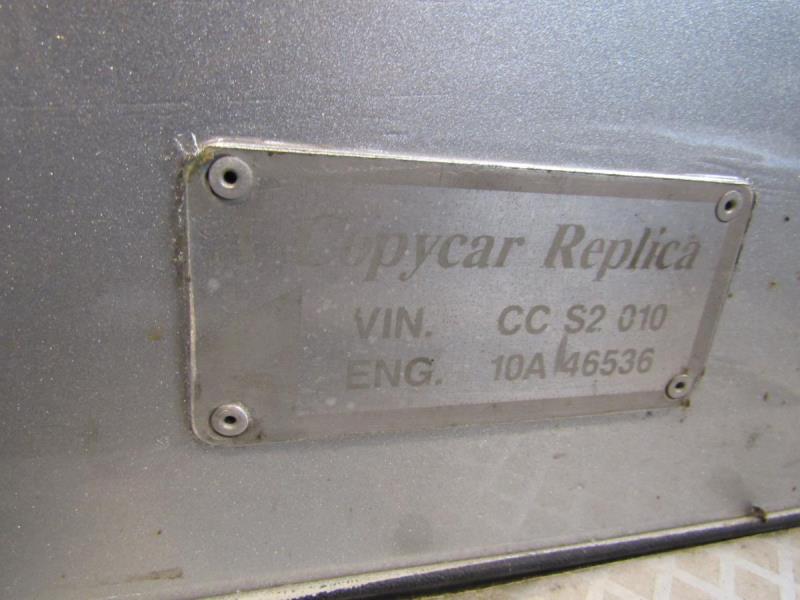 Copycar Replica
VIN. CC S2 010
ENG. 10A 46536